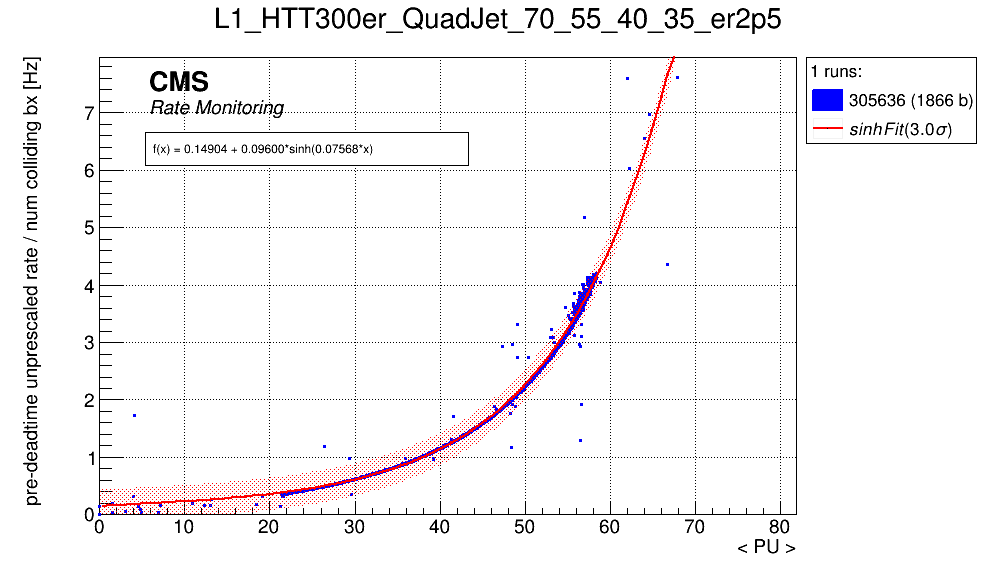 L1_HTT300er_QuadJet_70_55_40_35_er2p5
pre-deadtime unprescaled rate / num colliding bx [Hz]
CMS
Rate Monitoring
f(x) = 0.14904 + 0.09600*sinh(0.07568*x)
1 runs:
305636 (1866 b)
sinhFit(3.0σ)
7
6
5
4
3
2
1
0
0 10 20 30 40 50 60 70 80
< PU >